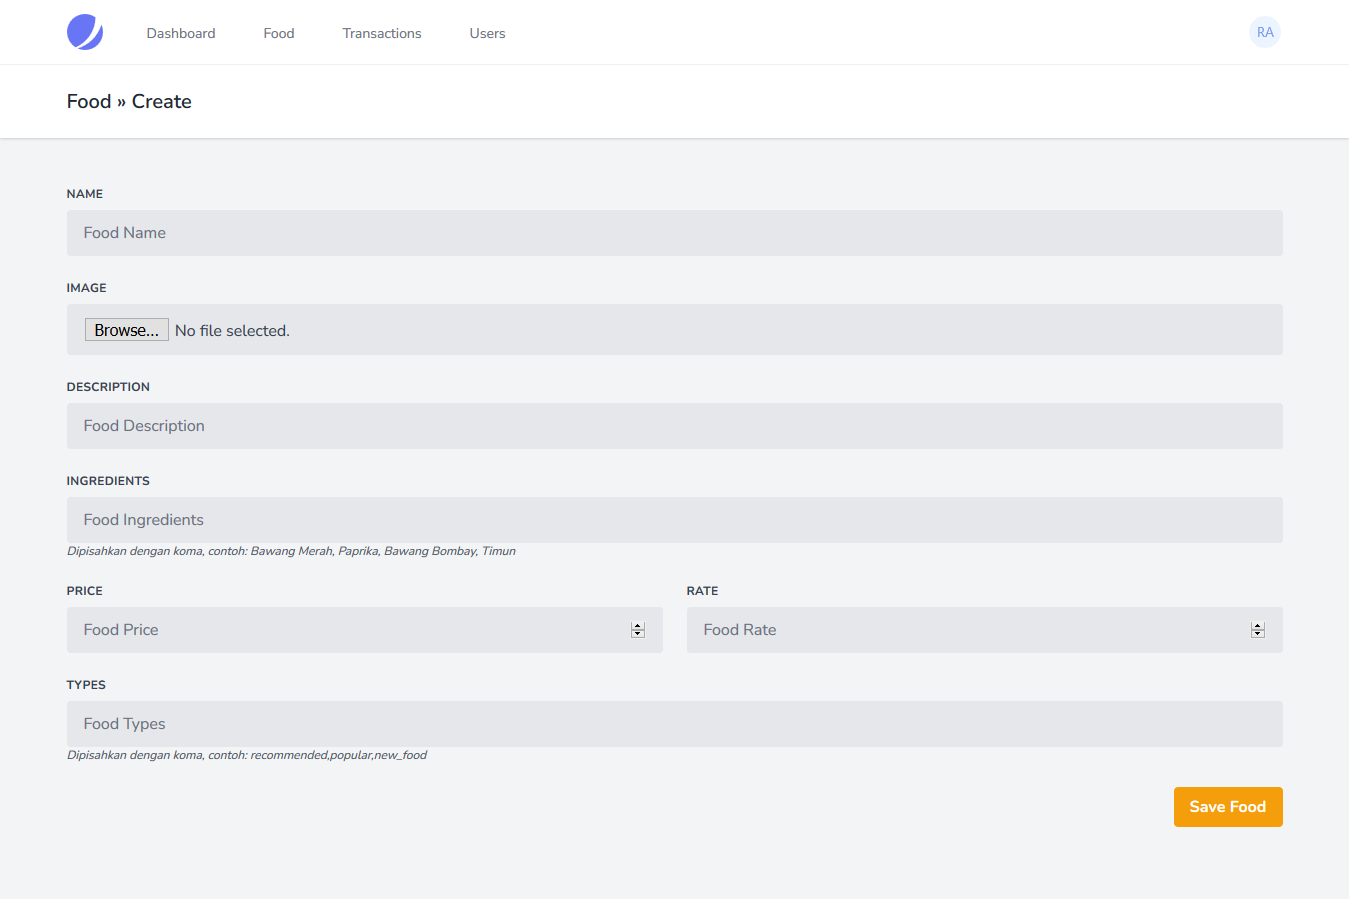 Dashboard Food Transactions Users RA
Food » Create
NAME
Food Name
IMAGE
Browse... No file selected.
DESCRIPTION
Food Description
INGREDIENTS
Food Ingredients
Dipisahkan dengan koma, contoh: Bawang Merah, Paprika, Bawang Bombay, Timun
PRICE RATE
Food Price Food Rate
TYPES
Food Types
Dipisahkan dengan koma, contoh: recommended,popular,new_food
Save Food